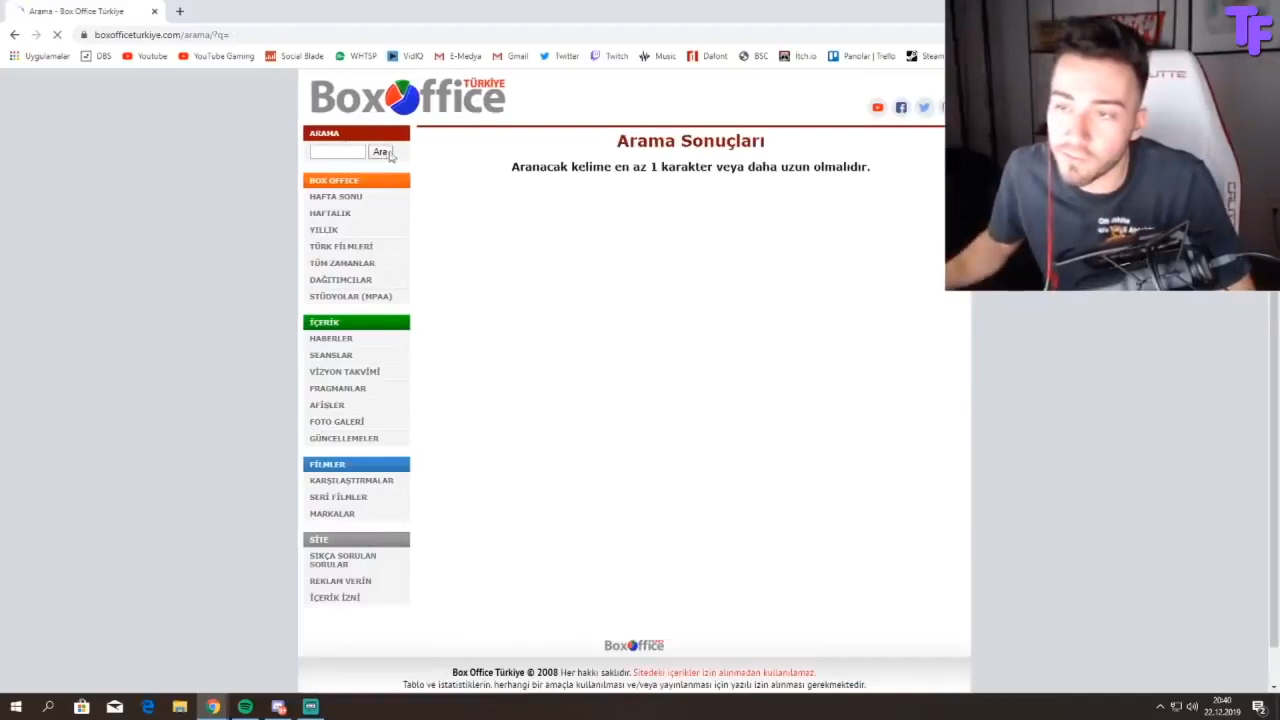 Arama - Box Office Türkiye
boxofficeturkiye.com/arama/?q=
Uygulamalar DBS Youtube YouTube Gaming Social Blade WHTSP VidIQ E-Medya Gmail Twitter Twitch Music Dafont BSC Itch.io Panolar | Trello Steam
BoxOffice TÜRKİYE
ARAMA
Ara
Arama Sonuçları
Aranacak kelime en az 1 karakter veya daha uzun olmalıdır.
BOX OFFICE
HAFTA SONU
HAFTALIK
YILLIK
TÜRK FİLMLERİ
TÜM ZAMANLAR
DAĞITIMCILAR
STÜDYOLAR (MPAA)
İÇERİK
HABERLER
SEANSLAR
VİZYON TAKVİMİ
FRAGMANLAR
AFİŞLER
FOTO GALERİ
GÜNCELLEMELER
FİLMLER
KARŞILAŞTIRMALAR
SERİ FİLMLER
MARKALAR
SİTE
SIKÇA SORULAN
SORULAR
REKLAM VERİN
İÇERİK İZNİ
BoxOffice
Box Office Türkiye © 2008 Her hakkı saklıdır. Sitedeki içerikler izin alınmadan kullanılamaz.
Tablo ve istatistiklerin, herhangi bir amaçla kullanılması ve/veya yayınlanması için yazılı izin alınması gerekmektedir.
20:40
22.12.2019
2
TF